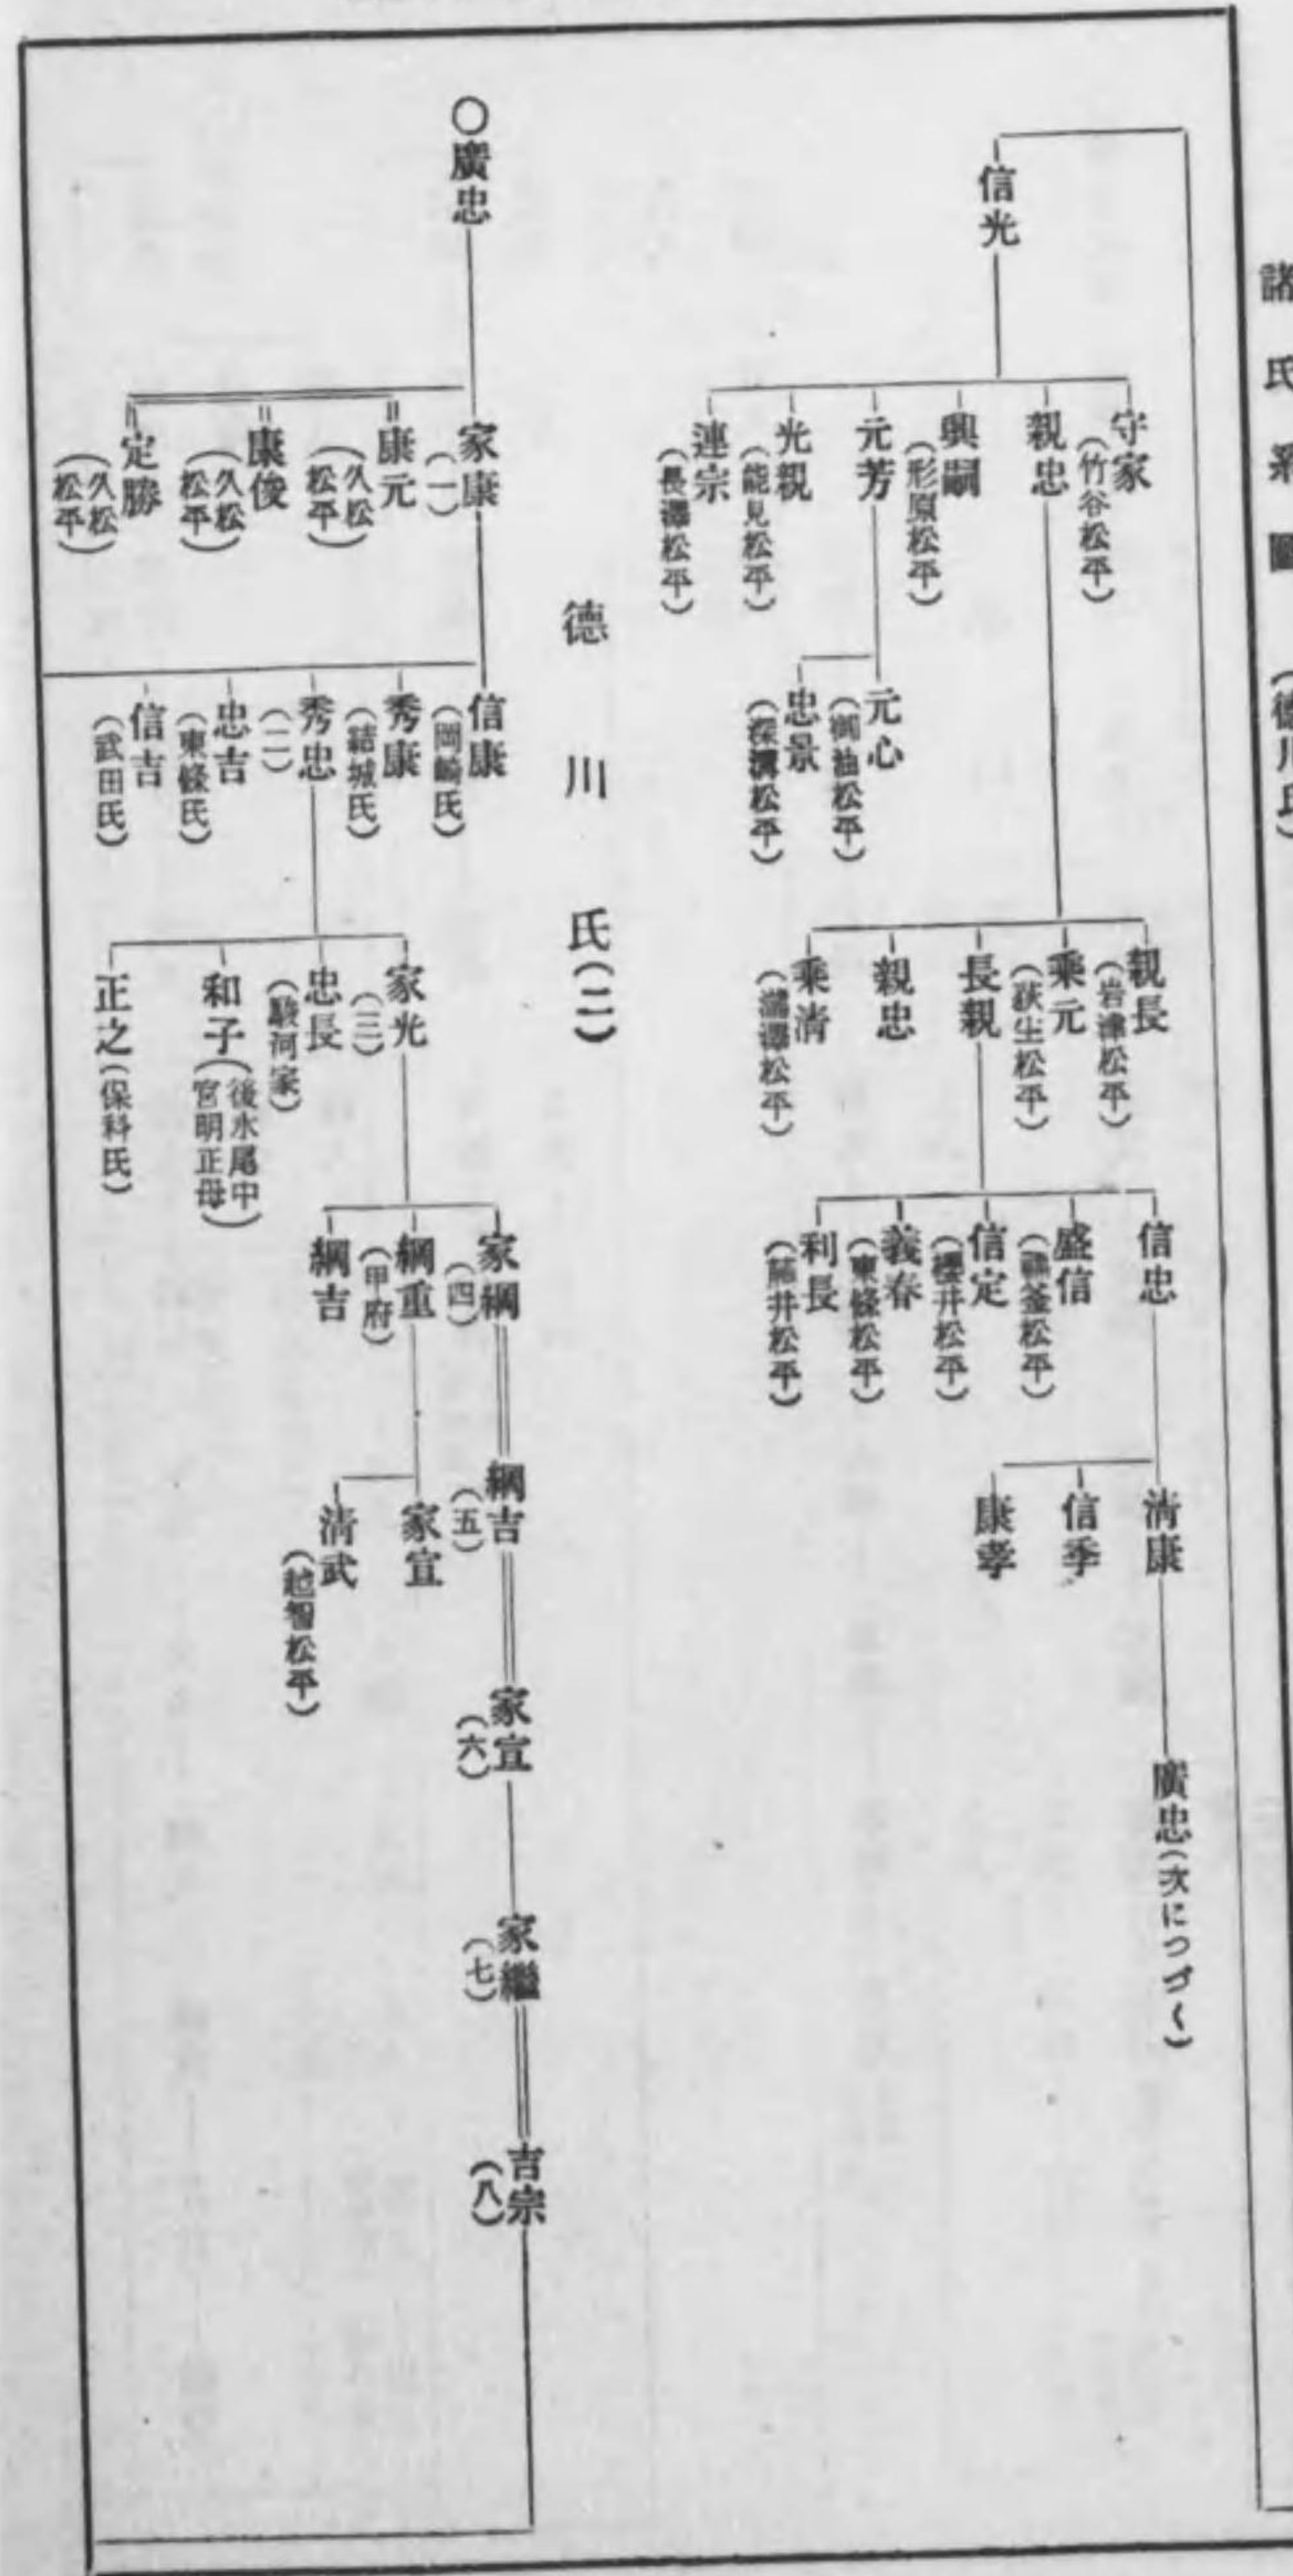 諸氏系圖 (德川氏)
信光
守家
(竹谷松平)
親忠
興嗣
(形原松平)
元芳
光親
(能見松平)
連宗
(長澤松平)
元心
(御油松平)
忠景
(深溝松平)
親長
(岩津松平)
乘元
(荻生松平)
長親
親忠
乘清
(瀧澤松平)
信忠
盛信
信定
(櫻井松平)
義春
(東條松平)
利長
(藤井松平)
清康
信季
康孝
廣忠(次につゞく)
德川氏(二)
○廣忠
家康
(一)
康元
(久松
松平)
康俊
(久松
松平)
定勝
(久松
松平)
信康
(岡崎氏)
秀康
(結城氏)
秀忠
(二)
忠吉
(東條氏)
信吉
(武田氏)
家光
(三)
忠長
(駿河家)
和子(後水尾中
宮明正母)
正之(保科氏)
家綱
(四)
綱重
(甲府)
綱吉
綱吉
(五)
家宣
清武
(越智松平)
家宣
(六)
家繼
(七)
吉宗
(八)